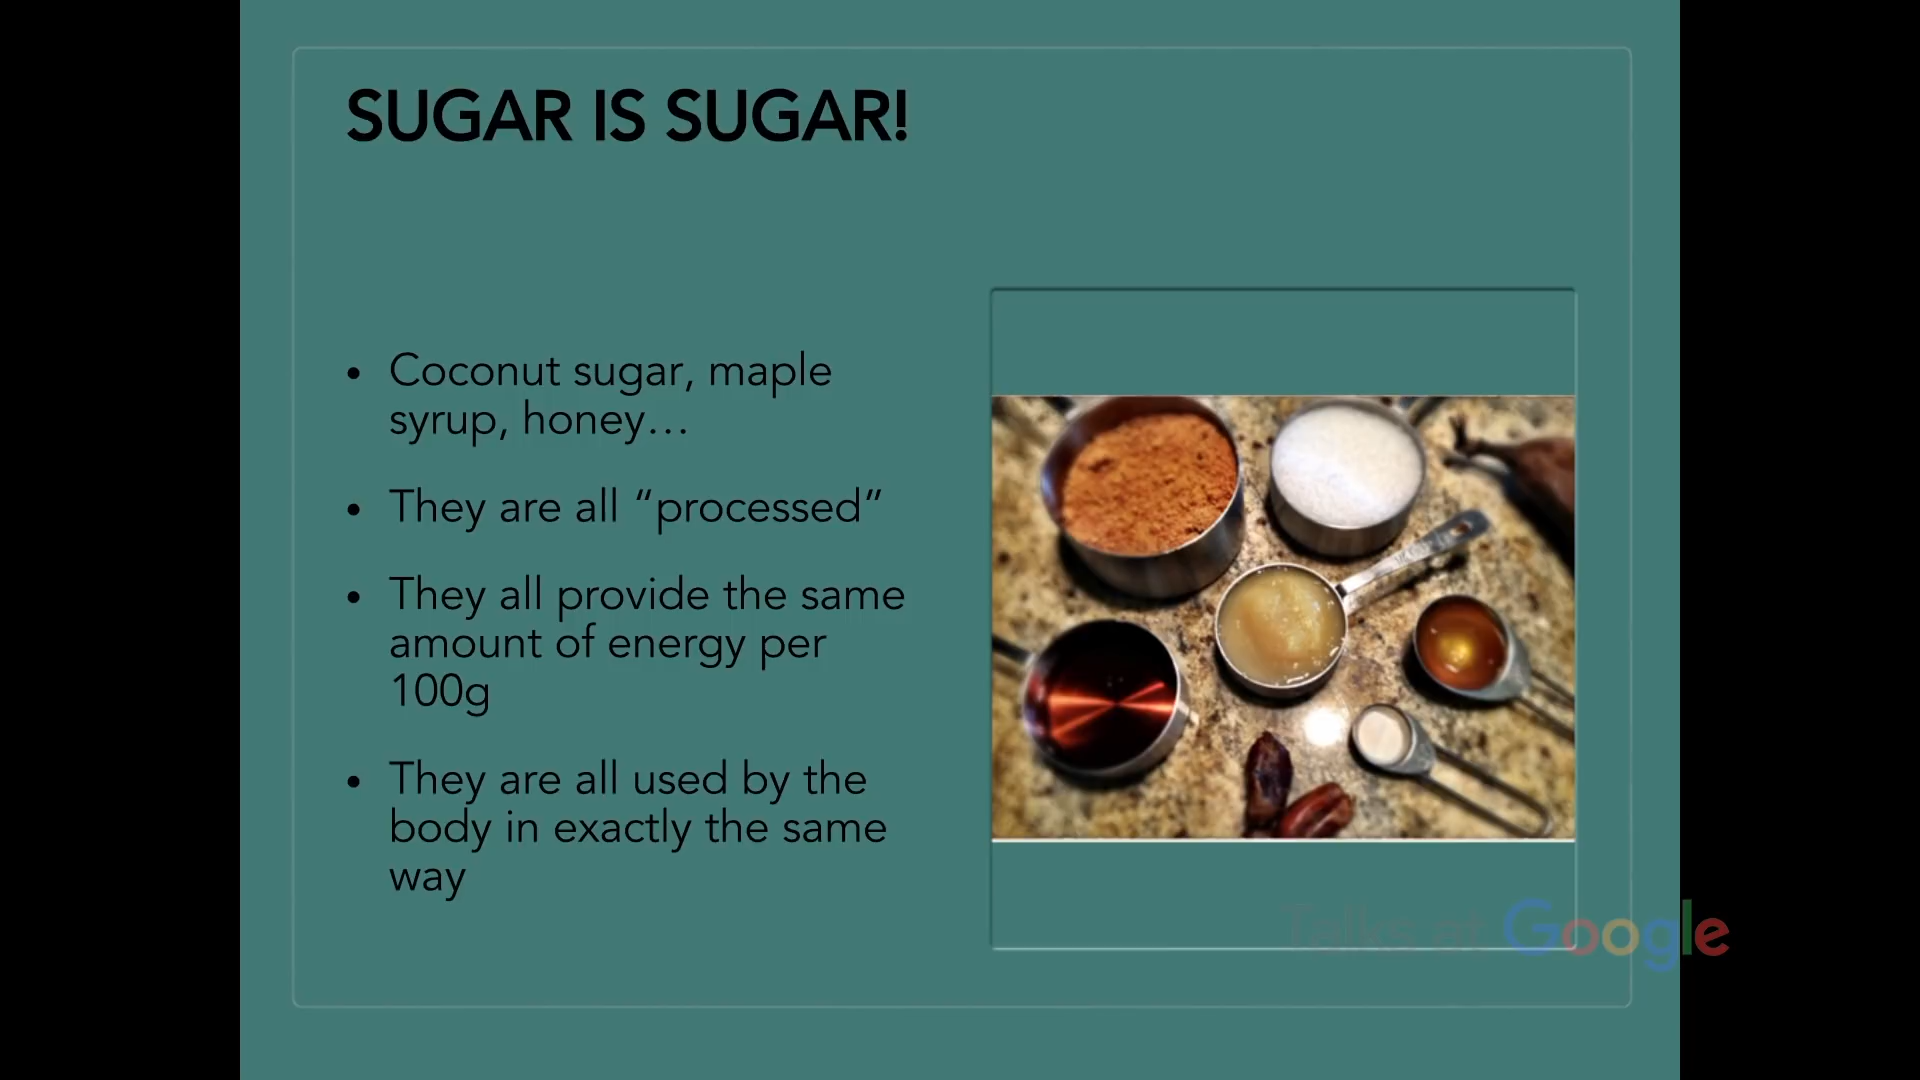 SUGAR IS SUGAR!
• Coconut sugar, maple
syrup, honey…
• They are all “processed”
• They all provide the same
amount of energy per
100g
• They are all used by the
body in exactly the same
way
Talks at Google